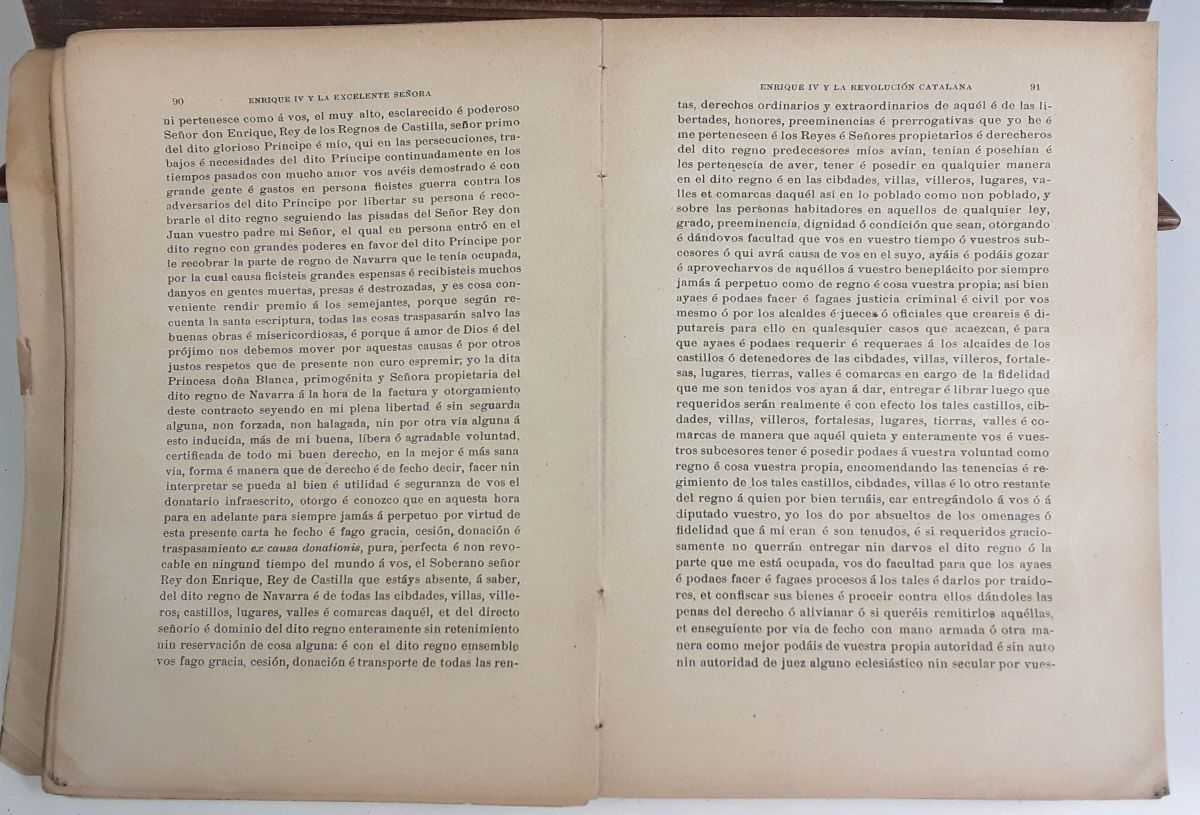 90 ENRIQUE IV Y LA EXCELENTE SEÑORA
ni pertenesce como á vos, el muy alto, esclarecido é poderoso
Señor don Enrique, Rey de los Regnos de Castilla, señor primo
del dito glorioso Príncipe é mío, qui en las persecuciones, tra-
bajos é necesidades del dito Príncipe continuadamente en los
tiempos pasados con mucho amor vos avéis demostrado é con
grande gente é gastos en persona ficistes guerra contra los
adversarios del dito Príncipe por libertar su persona é reco-
brarle el dito regno seguiendo las pisadas del Señor Rey don
Juan vuestro padre mi Señor, el qual en persona entró en el
dito regno con grandes poderes en favor del dito Príncipe por
le recobrar la parte de regno de Navarra que le tenía ocupada,
por la cual causa ficisteis grandes espensas é recibisteis muchos
danyos en gentes muertas, presas é destrozadas, y es cosa con-
veniente rendir premio á los semejantes, porque según re-
cuenta la santa escriptura, todas las cosas traspasarán salvo las
buenas obras é misericordiosas, é porque á amor de Dios é del
prójimo nos debemos mover por aquestas causas é por otros
justos respetos que de presente non curo espremir; yo la dita
Princesa doña Blanca, primogénita y Señora propietaria del
dito regno de Navarra á la hora de la factura y otorgamiento
deste contracto seyendo en mi plena libertad é sin seguarda
alguna, non forzada, non halagada, nin por otra vía alguna á
esto inducida, más de mi buena, libera ó agradable voluntad,
certificada de todo mi buen derecho, en la mejor é más sana
vía, forma é manera que de derecho é de fecho decir, facer nin
interpretar se pueda al bien é utilidad é seguranza de vos el
donatario infraescrito, otorgo é conozco que en aquesta hora
para en adelante para siempre jamás á perpetuo por virtud de
esta presente carta he fecho é fago gracia, cesión, donación é
traspasamiento ex causa donationis, pura, perfecta é non revo-
cable en ningund tiempo del mundo á vos, el Soberano señor
Rey don Enrique, Rey de Castilla que estáys absente, á saber,
del dito regno de Navarra é de todas las cibdades, villas, ville-
ros, castillos, lugares, valles é comarcas daquél, et del directo
señorío é dominio del dito regno enteramente sin retenimiento
nin reservación de cosa alguna: é con el dito regno emsemble
vos fago gracia, cesión, donación é transporte de todas las ren-
ENRIQUE IV Y LA REVOLUCIÓN CATALANA 91
tas, derechos ordinarios y extraordinarios de aquél é de las li-
bertades, honores, preeminencias é prerrogativas que yo he é
me pertenescen é los Reyes é Señores propietarios é derecheros
del dito regno predecesores míos avían, tenían é posehían é
les pertenescía de aver, tener é posedir en qualquier manera
en el dito regno é en las cibdades, villas, villeros, lugares, va-
lles et comarcas daquél asi en lo poblado como non poblado, y
sobre las personas habitadores en aquellos de qualquier ley,
grado, preeminencia, dignidad ó condición que sean, otorgando
é dándovos facultad que vos en vuestro tiempo ó vuestros sub-
cesores ó qui avrá causa de vos en el suyo, ayáis é podáis gozar
é aprovecharvos de aquéllos á vuestro beneplácito por siempre
jamás á perpetuo como de regno é cosa vuestra propia; asi bien
ayaes é podaes facer é fagaes justicia criminal é civil por vos
mesmo ó por los alcaldes é jueces ó oficiales que creareis é di-
putareis para ello en qualesquier casos que acaezcan, é para
que ayaes é podaes requerir é requeraes á los alcaides de los
castillos ó detenedores de las cibdades, villas, villeros, fortale-
sas, lugares, tierras, valles é comarcas en cargo de la fidelidad
que me son tenidos vos ayan á dar, entregar é librar luego que
requeridos serán realmente é con efecto los tales castillos, cib-
dades, villas, villeros, fortalesas, lugares, tierras, valles é co-
marcas de manera que aquél quieta y enteramente vos é vues-
tros subcesores tener é posedir podaes á vuestra voluntad como
regno é cosa vuestra propia, encomendando las tenencias é re-
gimiento de los tales castillos, cibdades, villas é lo otro restante
del regno á quien por bien ternáis, car entregándolo á vos ó á
diputado vuestro, yo los do por absueltos de los omenages ó
fidelidad que á mi eran é son tenudos, é si requeridos gracio-
samente no querrán entregar nin darvos el dito regno ó la
parte que me está ocupada, vos do facultad para que los ayaes
é podaes facer é fagaes procesos á los tales é darlos por traido-
res, et confiscar sus bienes é proceir contra ellos dándoles las
penas del derecho ó alivianar ó si queréis remitirlos aquéllas,
et enseguiente por via de fecho con mano armada ó otra ma-
nera como mejor podáis de vuestra propia autoridad é sin auto
nin autoridad de juez alguno eclesiástico nin secular por vues-